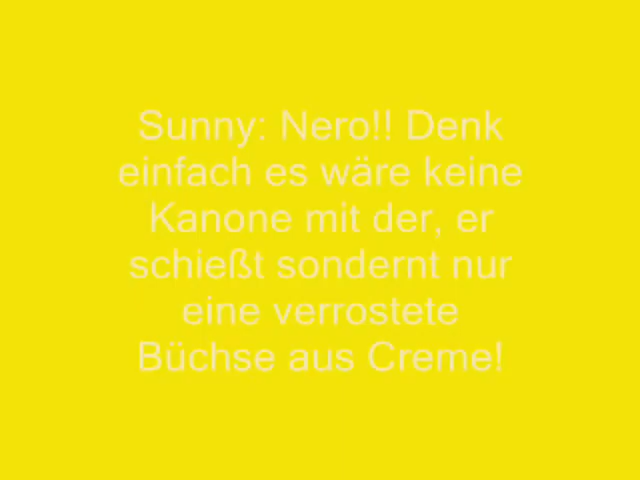 Sunny: Nero!! Denk
einfach es wäre keine
Kanone mit der, er
schießt sondernt nur
eine verrostete
Büchse aus Creme!